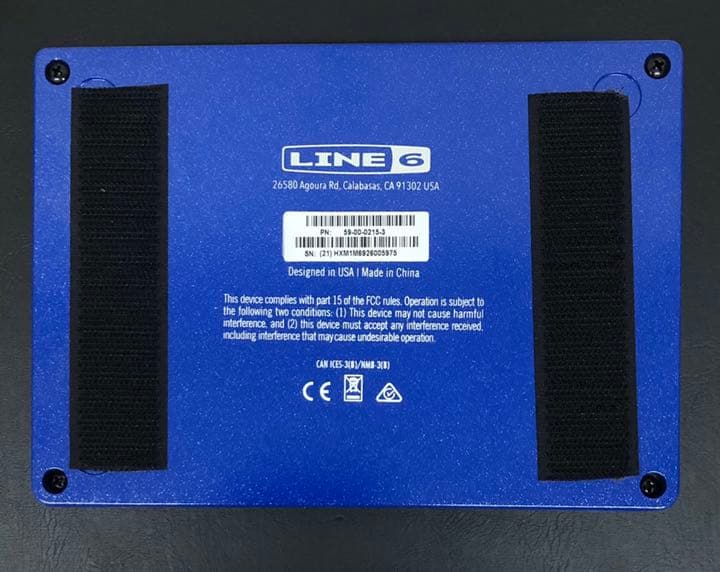 LINE 6
26580 Agoura Rd, Calabasas, CA 91302 USA
PN: 59-00-0215-3
SN: (21) HXM1M6926005975
Designed in USA | Made in China
This device complies with part 15 of the FCC rules. Operation is subject to
the following two conditions: (1) This device may not cause harmful
interference, and (2) this device must accept any interference received,
including interference that may cause undesirable operation.
CAN ICES-3(B)/NMB-3(B)
CE